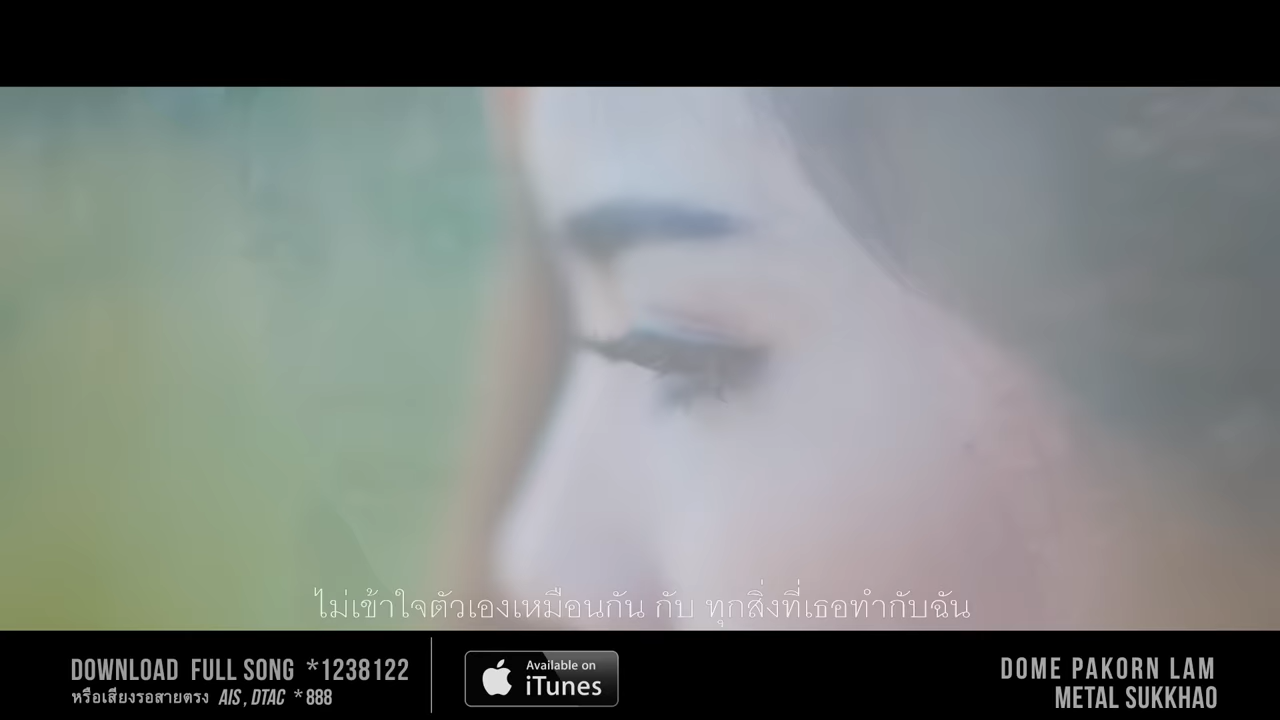 ไม่เข้าใจตัวเองเหมือนกัน กับ ทุกสิ่งที่เธอทำกับฉัน
DOWNLOAD FULL SONG *1238122
หรือเสียงรอสายตรง AIS , DTAC *888
Available on
iTunes
DOME PAKORN LAM
METAL SUKKHAO